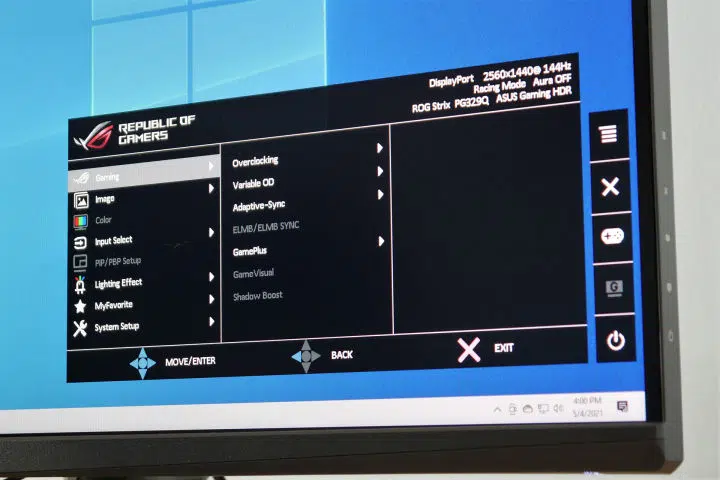 DisplayPort 2560x1440@ 144Hz
Racing Mode Aura OFF
ROG Strix PG329Q ASUS Gaming HDR
REPUBLIC OF
GAMERS
Gaming
Image
Color
Input Select
PIP/PBP Setup
Lighting Effect
MyFavorite
System Setup
Overclocking
Variable OD
Adaptive-Sync
ELMB/ELMB SYNC
GamePlus
GameVisual
Shadow Boost
MOVE/ENTER
BACK
EXIT
G
4:00 PM
5/4/2021